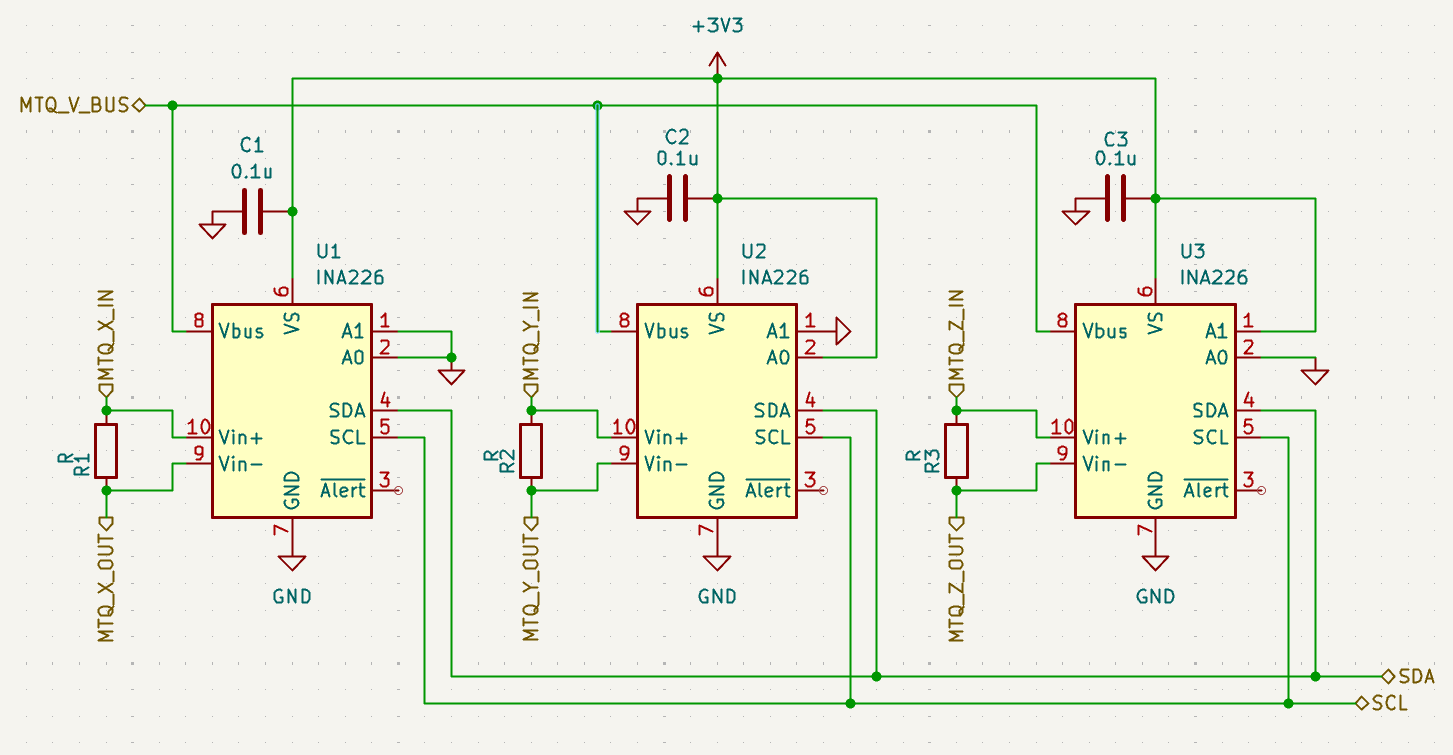 +3V3
MTQ_V_BUS
C1
0.1u
C2
0.1u
C3
0.1u
U1
INA226
U2
INA226
U3
INA226
MTQ_X_IN
MTQ_Y_IN
MTQ_Z_IN
6
VS
8
Vbus
A1
1
A0
2
SDA
4
SCL
5
10
Vin+
9
Vin-
GND
7
Alert
3
R
R1
6
VS
8
Vbus
A1
1
A0
2
SDA
4
SCL
5
10
Vin+
9
Vin-
GND
7
Alert
3
R
R2
6
VS
8
Vbus
A1
1
A0
2
SDA
4
SCL
5
10
Vin+
9
Vin-
GND
7
Alert
3
R
R3
MTQ_X_OUT
MTQ_Y_OUT
MTQ_Z_OUT
GND
GND
GND
SDA
SCL